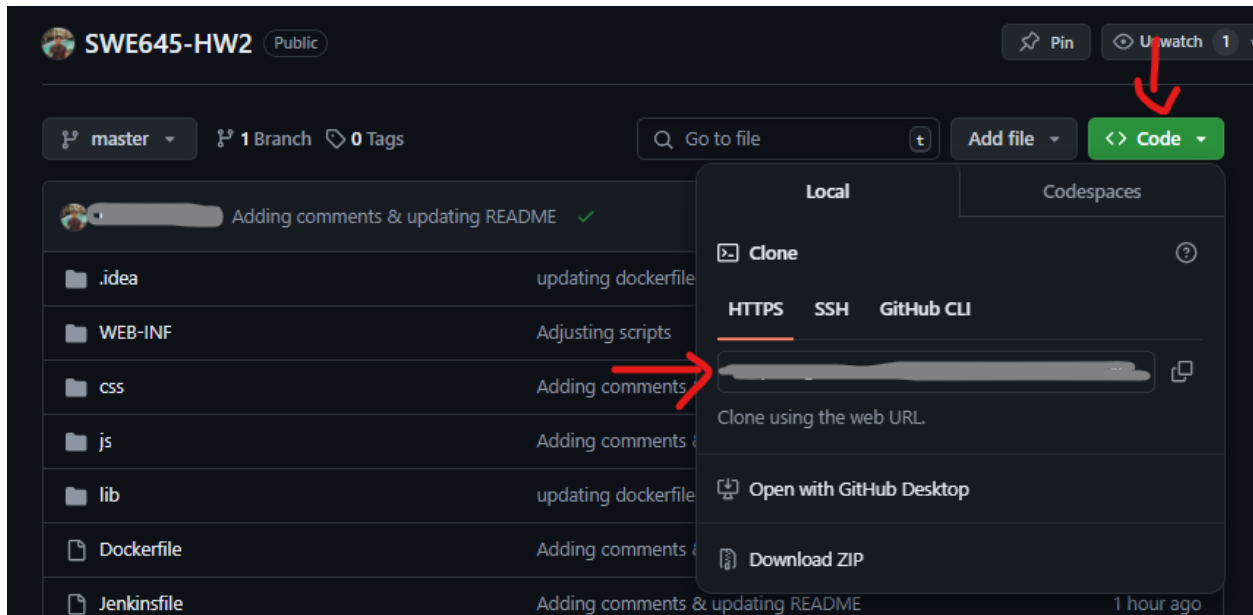 SWE645-HW2 Public Pin Unwatch 1
master 1 Branch 0 Tags Go to file t Add file <> Code
Adding comments & updating README
Local Codespaces
Clone
.idea updating dockerfile
HTTPS SSH GitHub CLI
WEB-INF Adjusting scripts
css Adding comments
Clone using the web URL.
js Adding comments
Open with GitHub Desktop
lib updating dockerfile
Dockerfile Adding comments
Download ZIP
Jenkinsfile Adding comments & updating README 1 hour ago